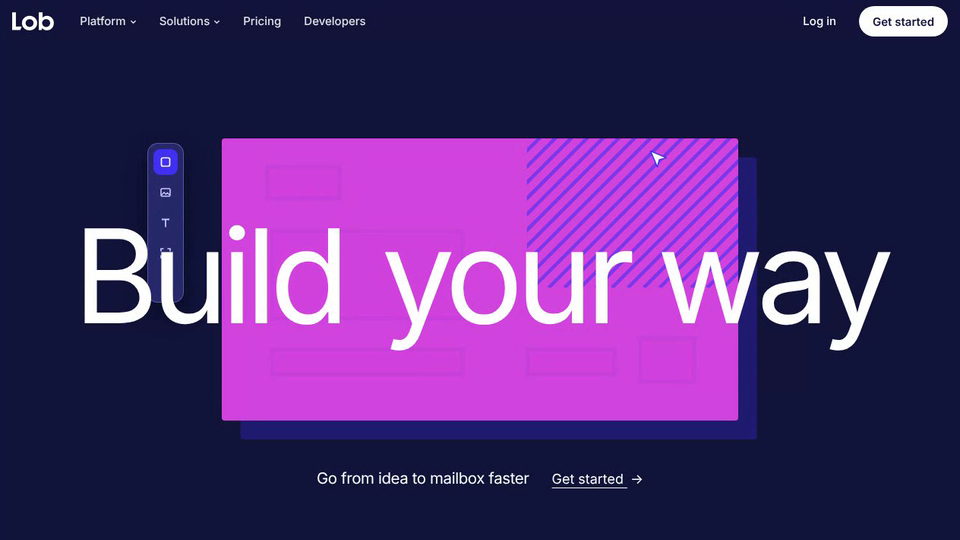 Lob
Platform
Solutions
Pricing
Developers
Log in
Get started
T
Build your way
Go from idea to mailbox faster
Get started →